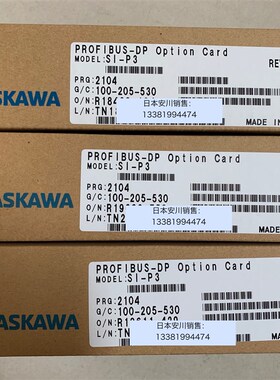 PROFIBUS-DP Option Card
MODEL: SI-P3
PRG: 2104
G/C: 100-205-530
日本安川销售:
13381994474
MADE IN
ASKAWA
PROFIBUS-DP Option Card
MODEL: SI-P3
PRG: 2104
G/C: 100-205-530
日本安川销售:
13381994474
MADE IN
ASKAWA
PROFIBUS-DP Option Card
MODEL: SI-P3
PRG: 2104
G/C: 100-205-530
日本安川销售:
13381994474
ASKAWA